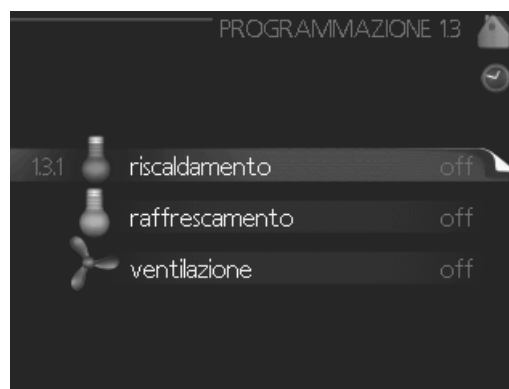 PROGRAMMAZIONE 1.3
1.3.1 riscaldamento off
raffrescamento off
ventilazione off